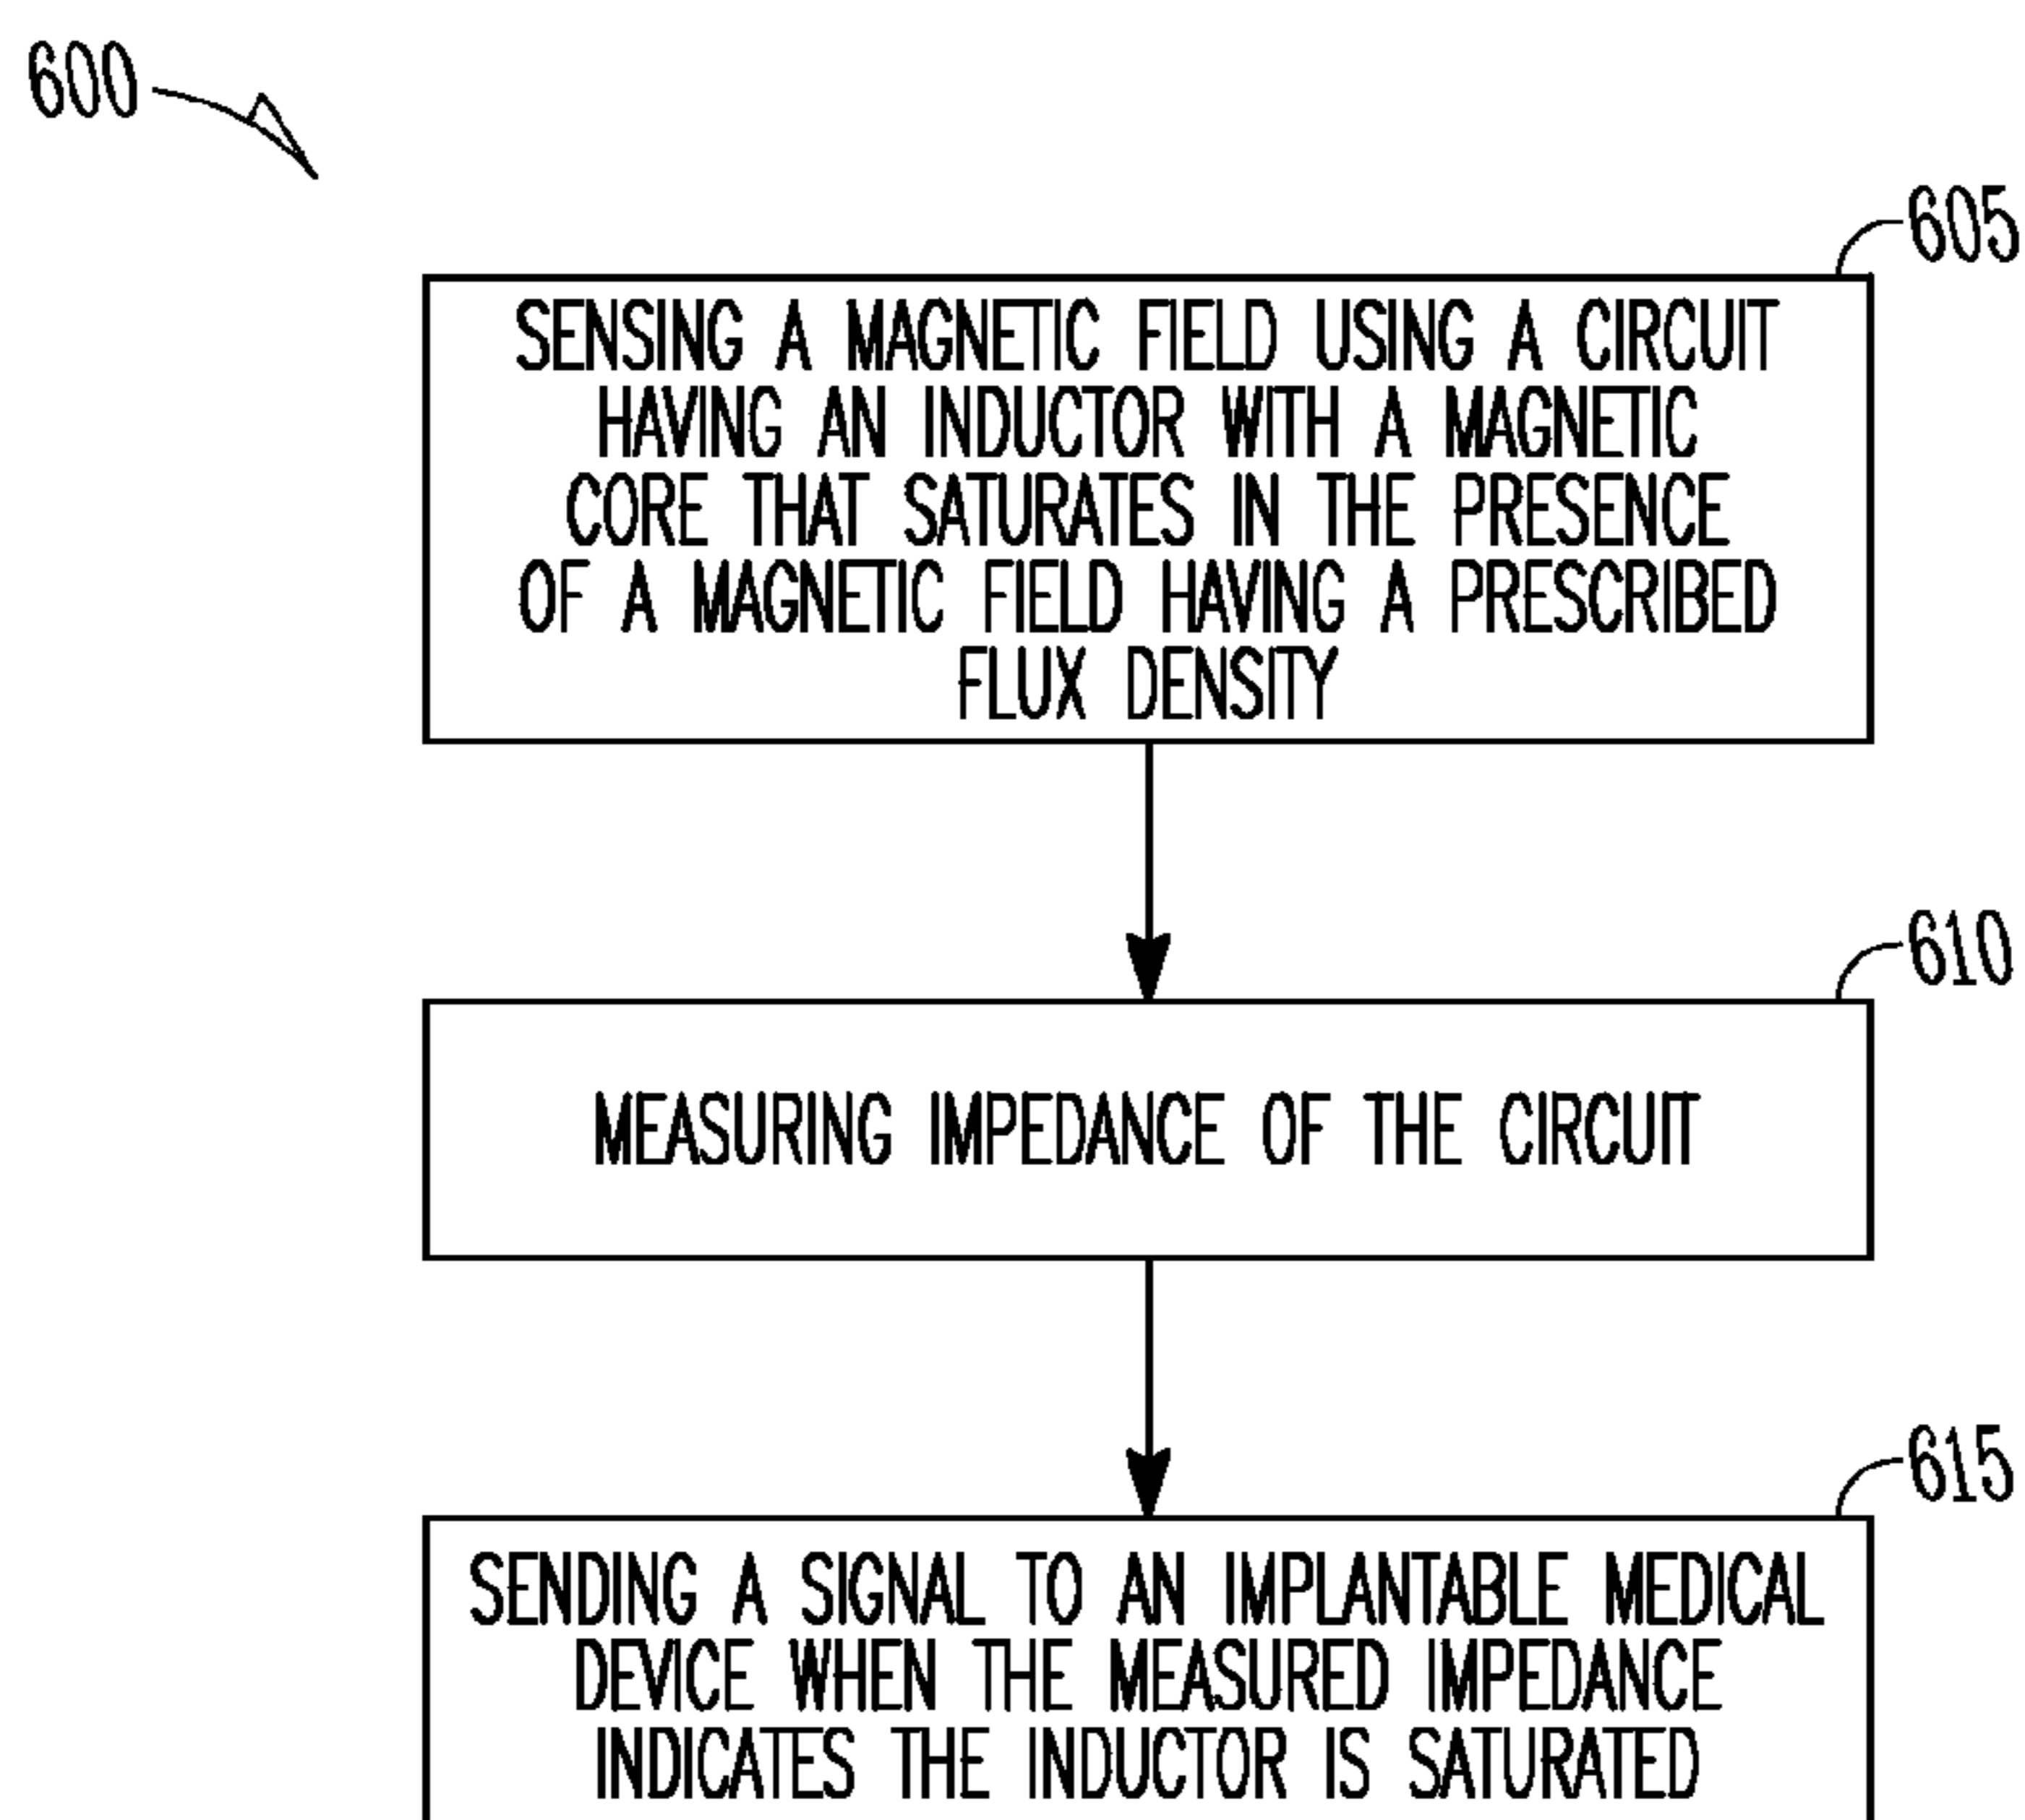 600
605
SENSING A MAGNETIC FIELD USING A CIRCUIT
HAVING AN INDUCTOR WITH A MAGNETIC
CORE THAT SATURATES IN THE PRESENCE
OF A MAGNETIC FIELD HAVING A PRESCRIBED
FLUX DENSITY
610
MEASURING IMPEDANCE OF THE CIRCUIT
615
SENDING A SIGNAL TO AN IMPLANTABLE MEDICAL
DEVICE WHEN THE MEASURED IMPEDANCE
INDICATES THE INDUCTOR IS SATURATED